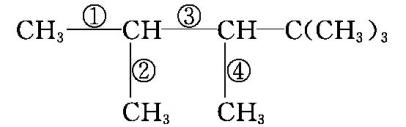 CH₃ ① CH ③ CH C(CH₃)₃
② ④
CH₃ CH₃